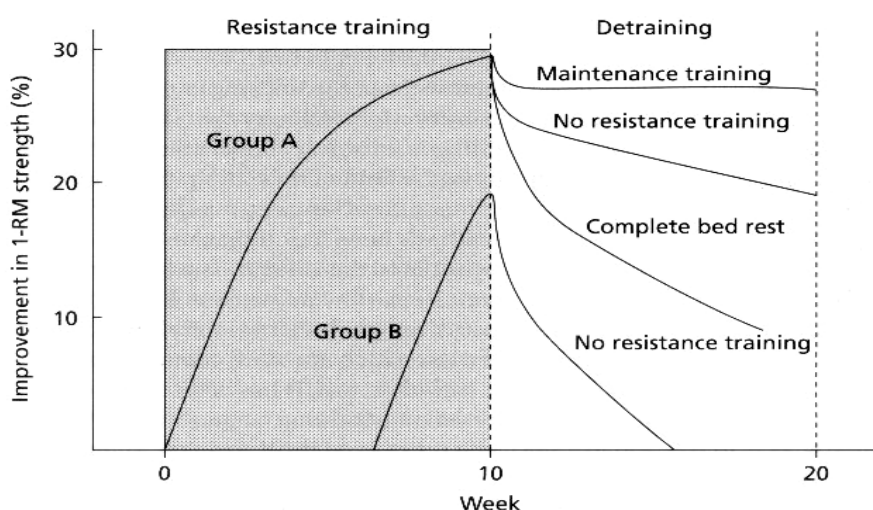 Resistance training
Detraining
Improvement in 1-RM strength (%)
30
20
10
Group A
Group B
Maintenance training
No resistance training
Complete bed rest
No resistance training
0
10
20
Week